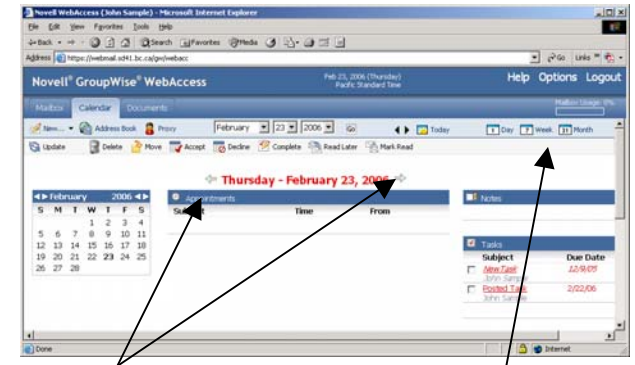 Novell WebAccess (John Sample) - Microsoft Internet Explorer
File Edit View Favorites Tools Help
Back Search Favorites Media
Address https://webmail.sd41.bc.ca/gw/webacc Go Links
Novell® GroupWise® WebAccess Feb 23, 2006 (Thursday) Help Options Logout
Pacific Standard Time
Mailbox Calendar Documents Mailbox Usage: 0%
New... Address Book Proxy February 23 2006 Go Today 1 Day 7 Week 31 Month
Update Delete Move Accept Decline Complete Read Later Mark Read
Thursday - February 23, 2006
February 2006 Appointments Notes
S M T W T F S Subject Time From
1 2 3 4
5 6 7 8 9 10 11
12 13 14 15 16 17 18 Tasks
19 20 21 22 23 24 25 Subject Due Date
26 27 28 New Task 12/9/05
John Sample
Posted Task 2/22/06
John Sample
Done Internet